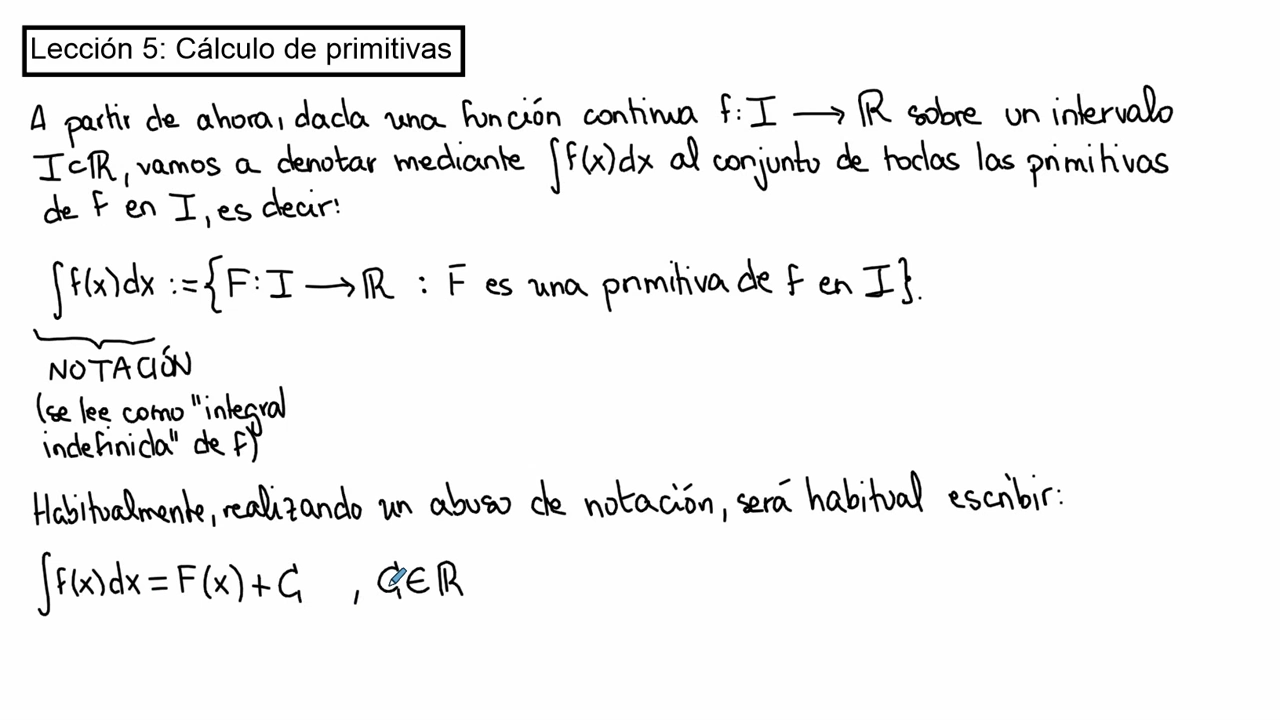 Lección 5: Cálculo de primitivas
A partir de ahora, dada una función continua f: I ⟶ ℝ sobre un intervalo
I⊂ℝ, vamos a denotar mediante ∫f(x)dx al conjunto de todas las primitivas
de f en I, es decir:
∫f(x)dx := {F: I ⟶ ℝ : F es una primitiva de f en I}.
NOTACIÓN
(se lee como "integral
indefinida" de f)
Habitualmente, realizando un abuso de notación, será habitual escribir:
∫f(x)dx = F(x) + C , C∈ℝ